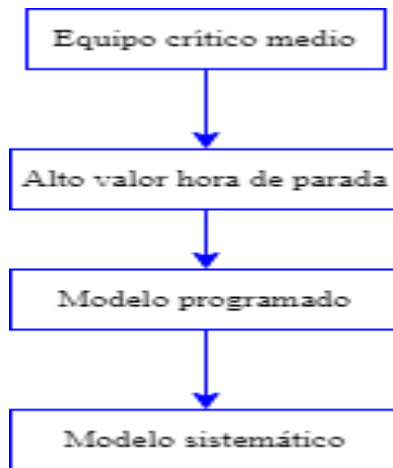 Equipo crítico medio
Alto valor hora de parada
Modelo programado
Modelo sistemático